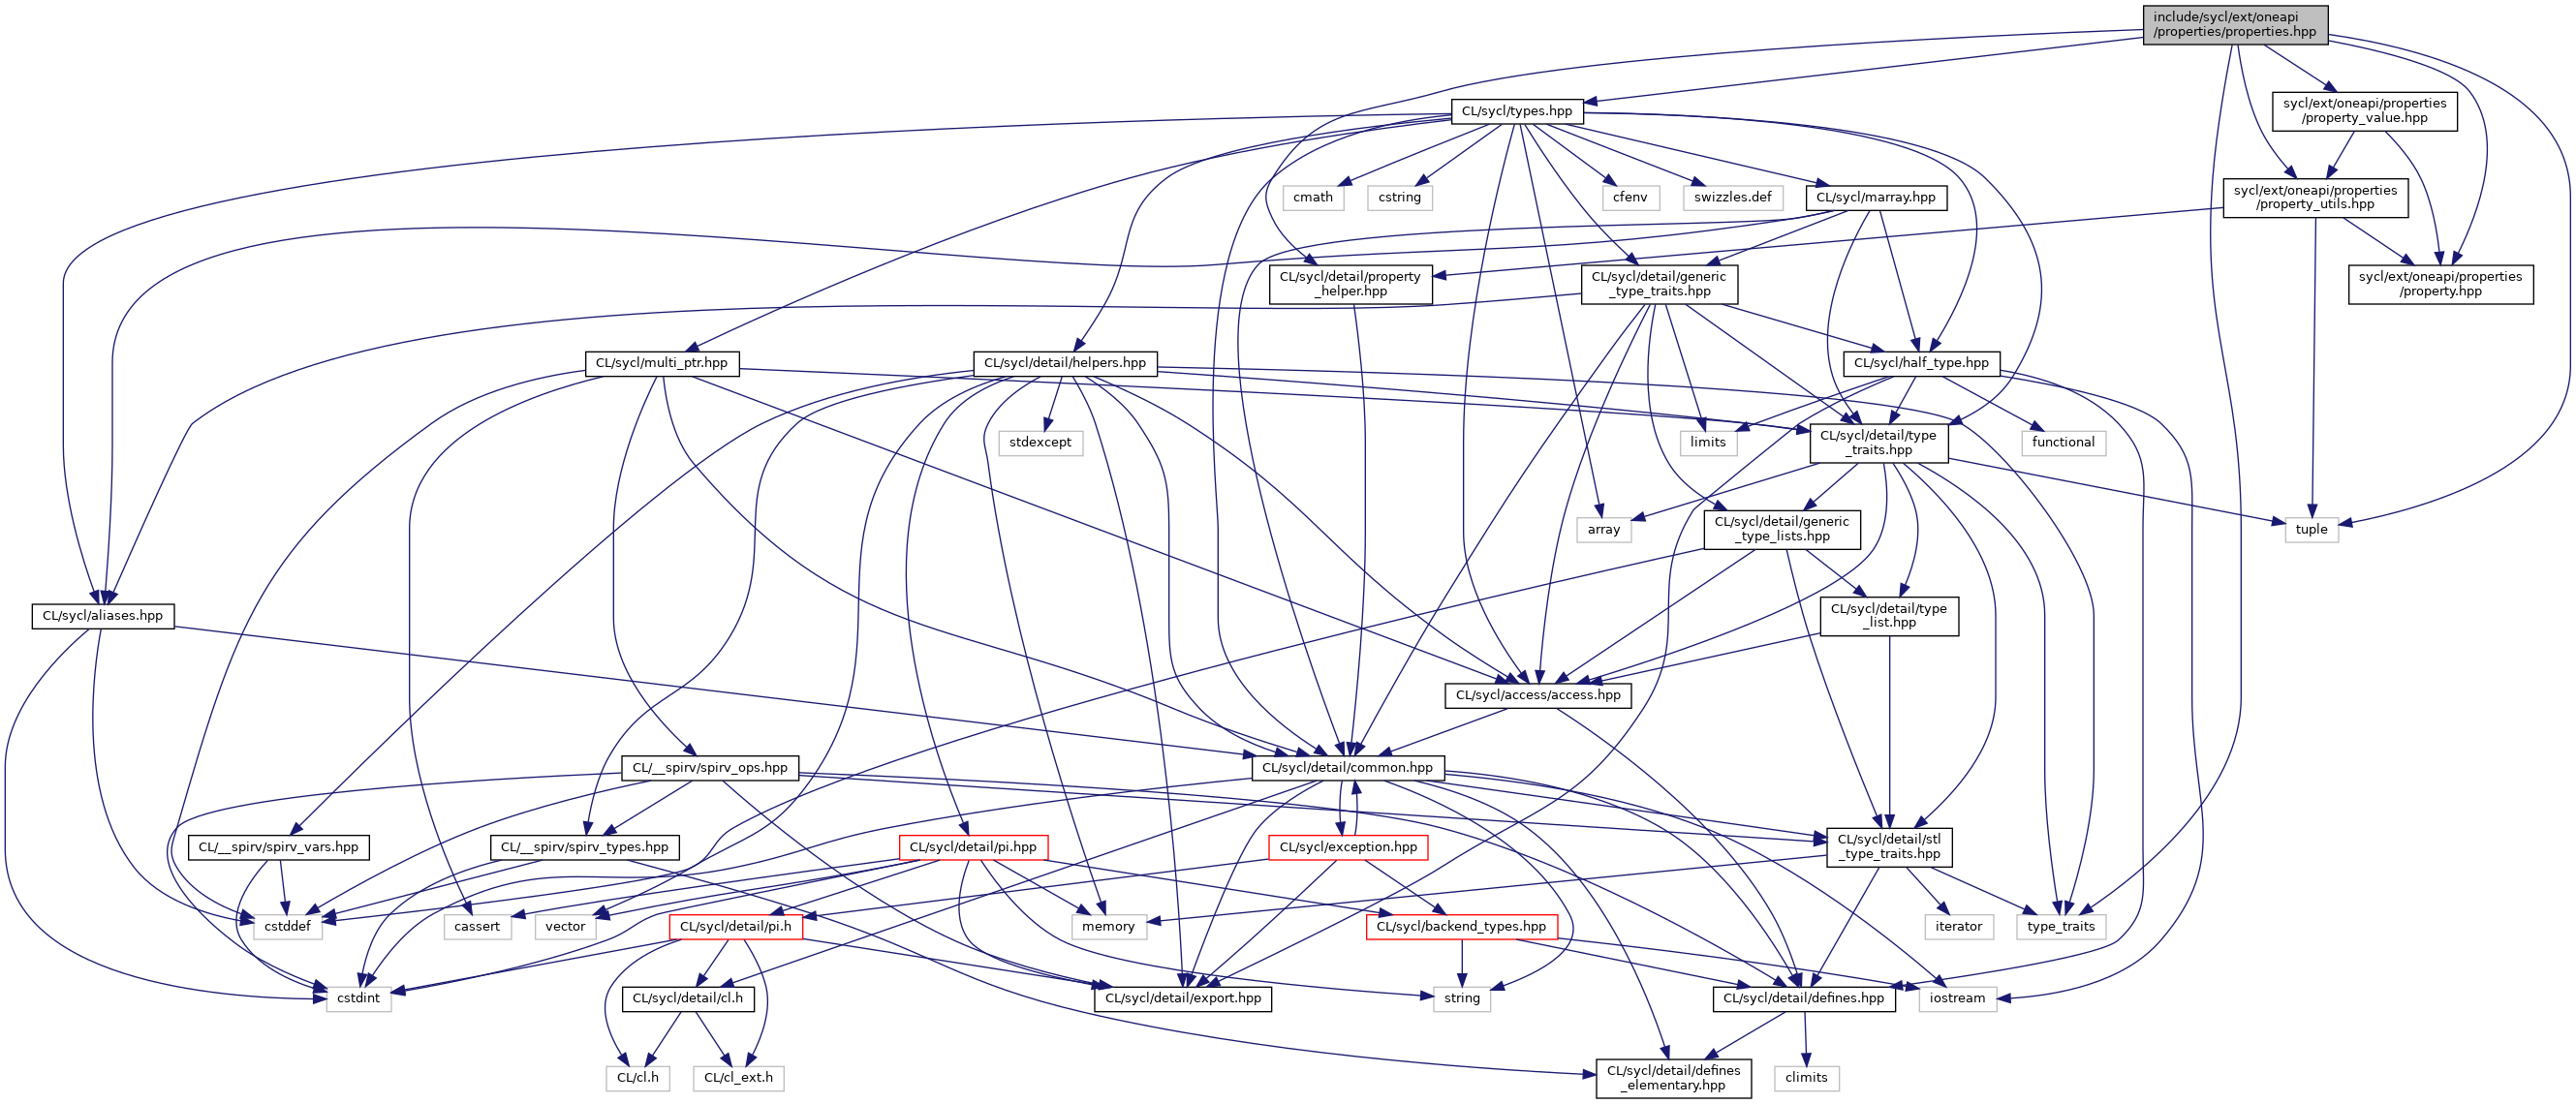 include/sycl/ext/oneapi
/properties/properties.hpp
CL/sycl/types.hpp
sycl/ext/oneapi/properties
/property_value.hpp
cmath
cstring
cfenv
swizzles.def
CL/sycl/marray.hpp
sycl/ext/oneapi/properties
/property_utils.hpp
CL/sycl/detail/property
_helper.hpp
CL/sycl/detail/generic
_type_traits.hpp
sycl/ext/oneapi/properties
/property.hpp
CL/sycl/multi_ptr.hpp
CL/sycl/detail/helpers.hpp
CL/sycl/half_type.hpp
stdexcept
limits
CL/sycl/detail/type
_traits.hpp
functional
array
CL/sycl/detail/generic
_type_lists.hpp
tuple
CL/sycl/aliases.hpp
CL/sycl/detail/type
_list.hpp
CL/sycl/access/access.hpp
CL/__spirv/spirv_ops.hpp
CL/sycl/detail/common.hpp
CL/__spirv/spirv_vars.hpp
CL/__spirv/spirv_types.hpp
CL/sycl/detail/pi.hpp
CL/sycl/exception.hpp
CL/sycl/detail/stl
_type_traits.hpp
cstddef
cassert
vector
CL/sycl/detail/pi.h
memory
CL/sycl/backend_types.hpp
iterator
type_traits
cstdint
CL/sycl/detail/cl.h
CL/sycl/detail/export.hpp
string
CL/sycl/detail/defines.hpp
iostream
CL/cl.h
CL/cl_ext.h
CL/sycl/detail/defines
_elementary.hpp
climits